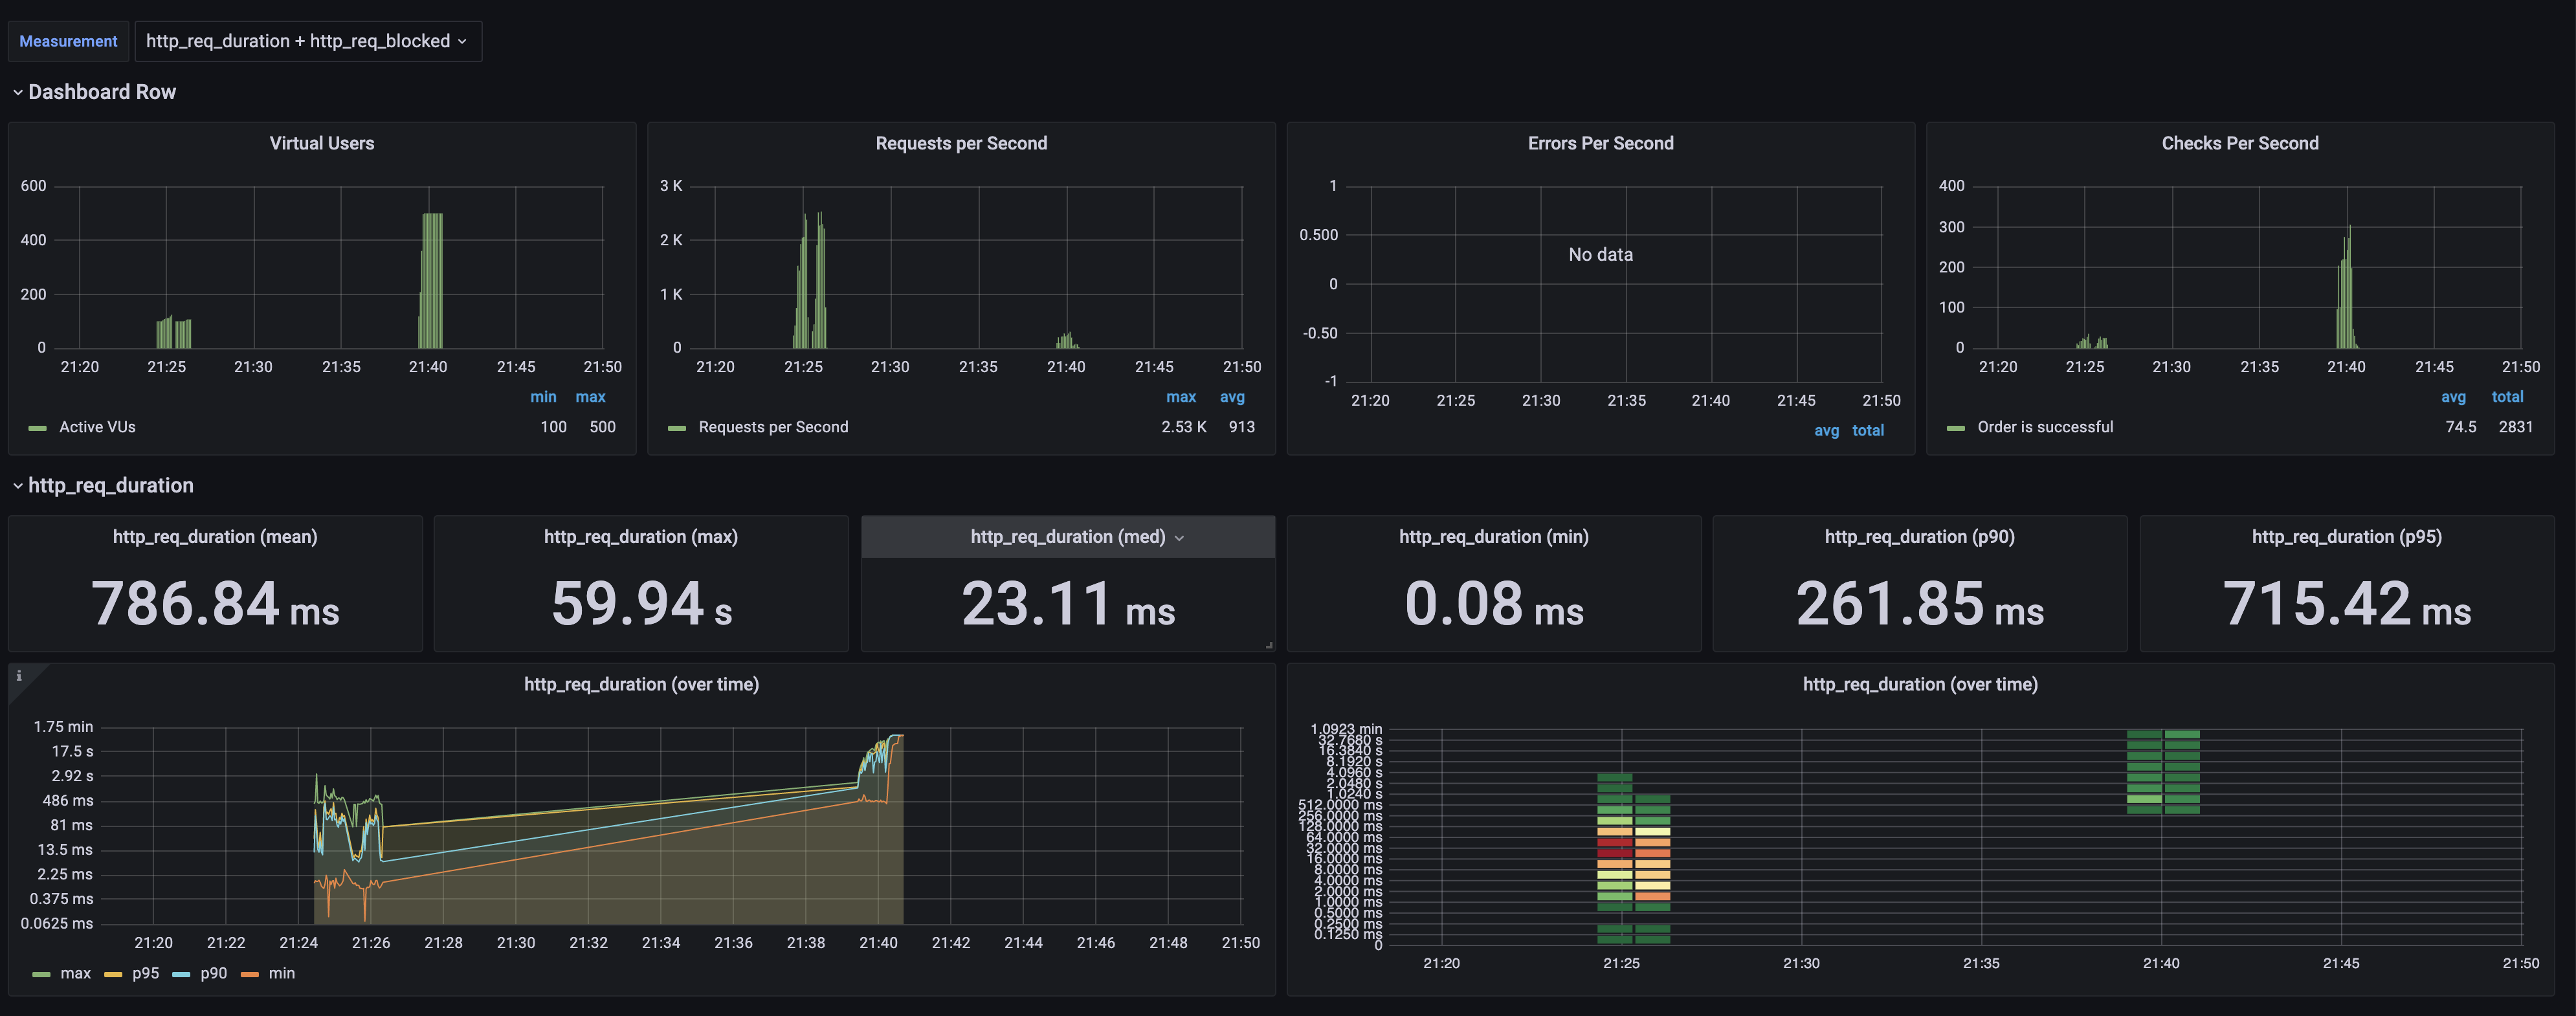 Measurement http_req_duration + http_req_blocked
Dashboard Row
Virtual Users
600
400
200
0
21:20 21:25 21:30 21:35 21:40 21:45 21:50
min max
Active VUs 100 500
Requests per Second
3 K
2 K
1 K
0
21:20 21:25 21:30 21:35 21:40 21:45 21:50
max avg
Requests per Second 2.53 K 913
Errors Per Second
1
0.500
0
-0.50
-1
No data
21:20 21:25 21:30 21:35 21:40 21:45 21:50
avg total
Checks Per Second
400
300
200
100
0
21:20 21:25 21:30 21:35 21:40 21:45 21:50
avg total
Order is successful 74.5 2831
http_req_duration
http_req_duration (mean)
786.84 ms
http_req_duration (max)
59.94 s
http_req_duration (med)
23.11 ms
http_req_duration (min)
0.08 ms
http_req_duration (p90)
261.85 ms
http_req_duration (p95)
715.42 ms
i
http_req_duration (over time)
1.75 min
17.5 s
2.92 s
486 ms
81 ms
13.5 ms
2.25 ms
0.375 ms
0.0625 ms
21:20 21:22 21:24 21:26 21:28 21:30 21:32 21:34 21:36 21:38 21:40 21:42 21:44 21:46 21:48 21:50
max p95 p90 min
http_req_duration (over time)
1.0923 min
32.7680 s
16.3840 s
8.1920 s
4.0960 s
2.0480 s
1.0240 s
512.0000 ms
256.0000 ms
128.0000 ms
64.0000 ms
32.0000 ms
16.0000 ms
8.0000 ms
4.0000 ms
2.0000 ms
1.0000 ms
0.5000 ms
0.2500 ms
0.1250 ms
0
21:20 21:25 21:30 21:35 21:40 21:45 21:50